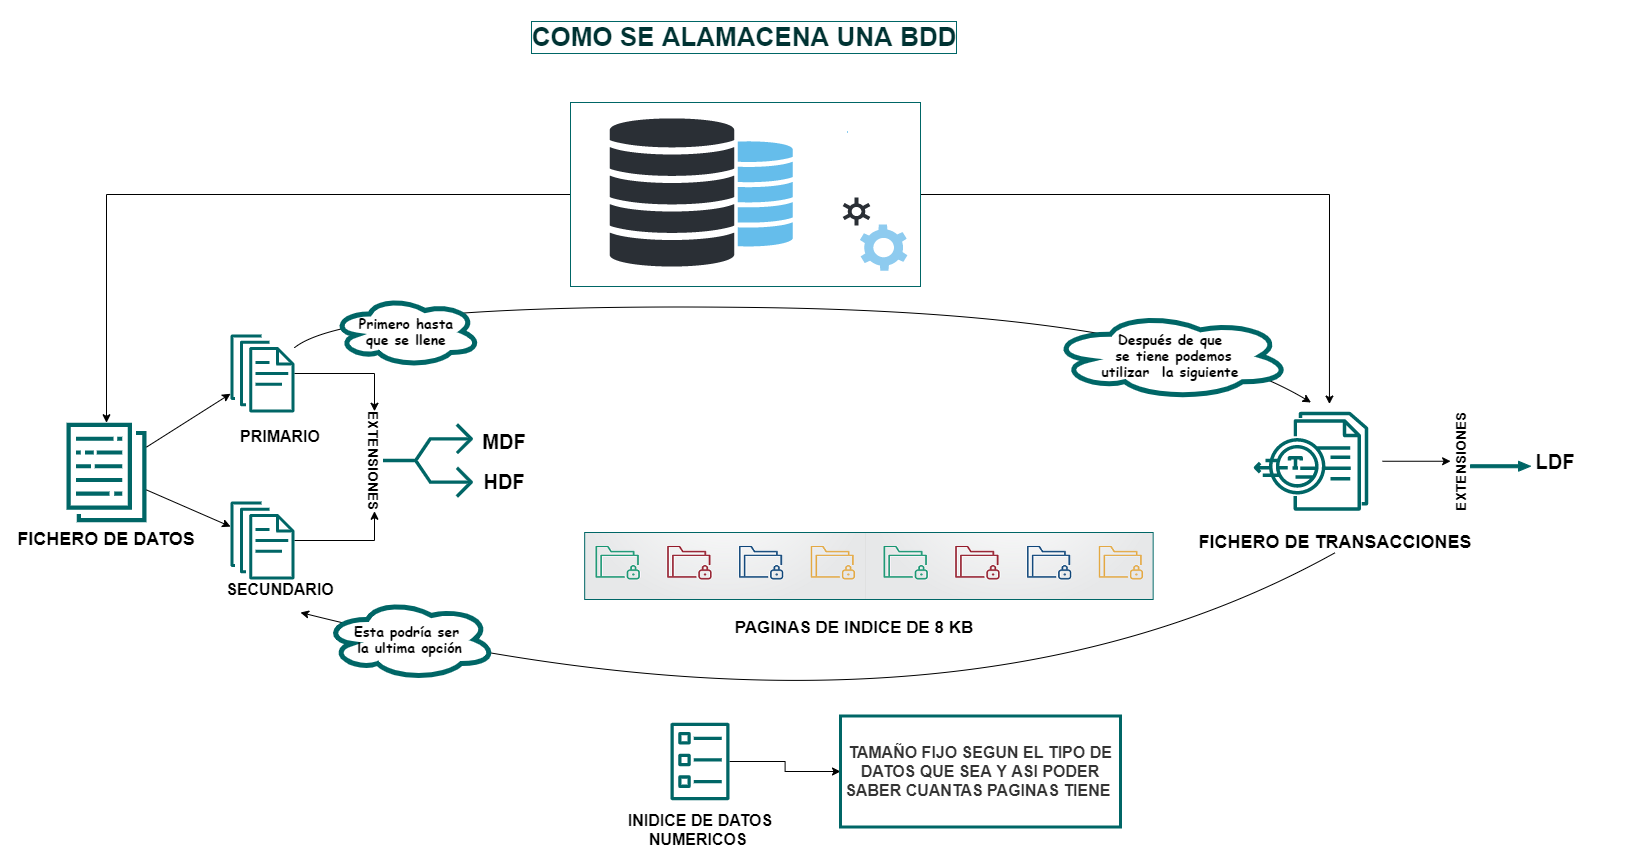 COMO SE ALAMACENA UNA BDD
Primero hasta
que se llene
Después de que
se tiene podemos
utilizar la siguiente
PRIMARIO
EXTENSIONES
MDF
HDF
EXTENSIONES
LDF
FICHERO DE DATOS
FICHERO DE TRANSACCIONES
SECUNDARIO
PAGINAS DE INDICE DE 8 KB
Esta podría ser
la ultima opción
TAMAÑO FIJO SEGUN EL TIPO DE
DATOS QUE SEA Y ASI PODER
SABER CUANTAS PAGINAS TIENE
INIDICE DE DATOS
NUMERICOS